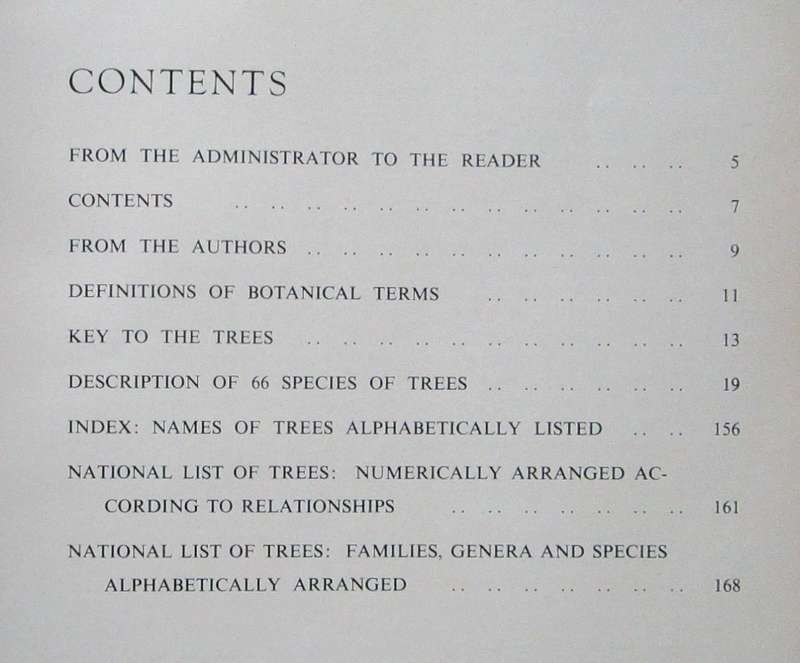 CONTENTS
FROM THE ADMINISTRATOR TO THE READER .. .. .. 5
CONTENTS .. .. .. .. .. .. .. .. .. .. .. .. .. 7
FROM THE AUTHORS .. .. .. .. .. .. .. .. .. .. .. 9
DEFINITIONS OF BOTANICAL TERMS .. .. .. .. .. .. 11
KEY TO THE TREES .. .. .. .. .. .. .. .. .. .. .. 13
DESCRIPTION OF 66 SPECIES OF TREES .. .. .. .. .. .. 19
INDEX: NAMES OF TREES ALPHABETICALLY LISTED .. .. 156
NATIONAL LIST OF TREES: NUMERICALLY ARRANGED AC-
CORDING TO RELATIONSHIPS .. .. .. .. .. .. .. 161
NATIONAL LIST OF TREES: FAMILIES, GENERA AND SPECIES
ALPHABETICALLY ARRANGED .. .. .. .. .. .. .. 168